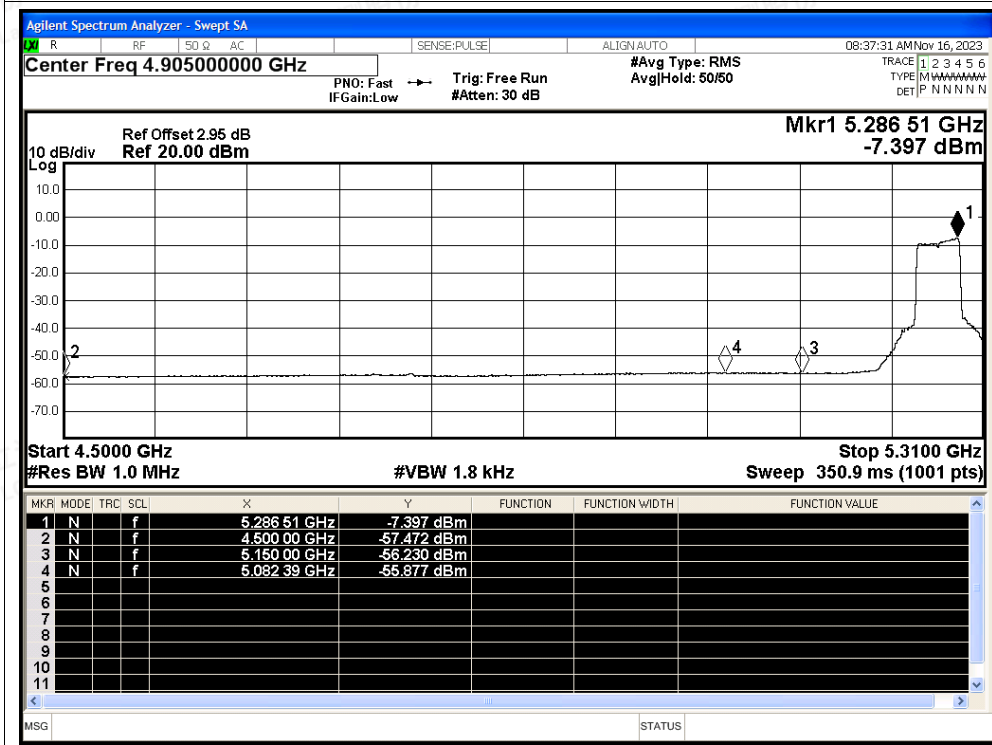 Agilent Spectrum Analyzer - Swept SA
LXI R RF 50 Ω AC SENSE:PULSE ALIGN AUTO 08:37:31 AM Nov 16, 2023
Center Freq 4.905000000 GHz
PNO: Fast
IFGain:Low
Trig: Free Run
#Atten: 30 dB
#Avg Type: RMS
Avg|Hold: 50/50
TRACE 1 2 3 4 5 6
TYPE M
DET P N N N N N
Ref Offset 2.95 dB
10 dB/div Ref 20.00 dBm
Log
Mkr1 5.286 51 GHz
-7.397 dBm
10.0
0.00
-10.0
-20.0
-30.0
-40.0
-50.0
-60.0
-70.0
1
2
4
3
Start 4.5000 GHz Stop 5.3100 GHz
#Res BW 1.0 MHz #VBW 1.8 kHz Sweep 350.9 ms (1001 pts)
MKR MODE TRC SCL X Y FUNCTION FUNCTION WIDTH FUNCTION VALUE
1 N f 5.286 51 GHz -7.397 dBm
2 N f 4.500 00 GHz -57.472 dBm
3 N f 5.150 00 GHz -56.230 dBm
4 N f 5.082 39 GHz -55.877 dBm
5
6
7
8
9
10
11
MSG STATUS